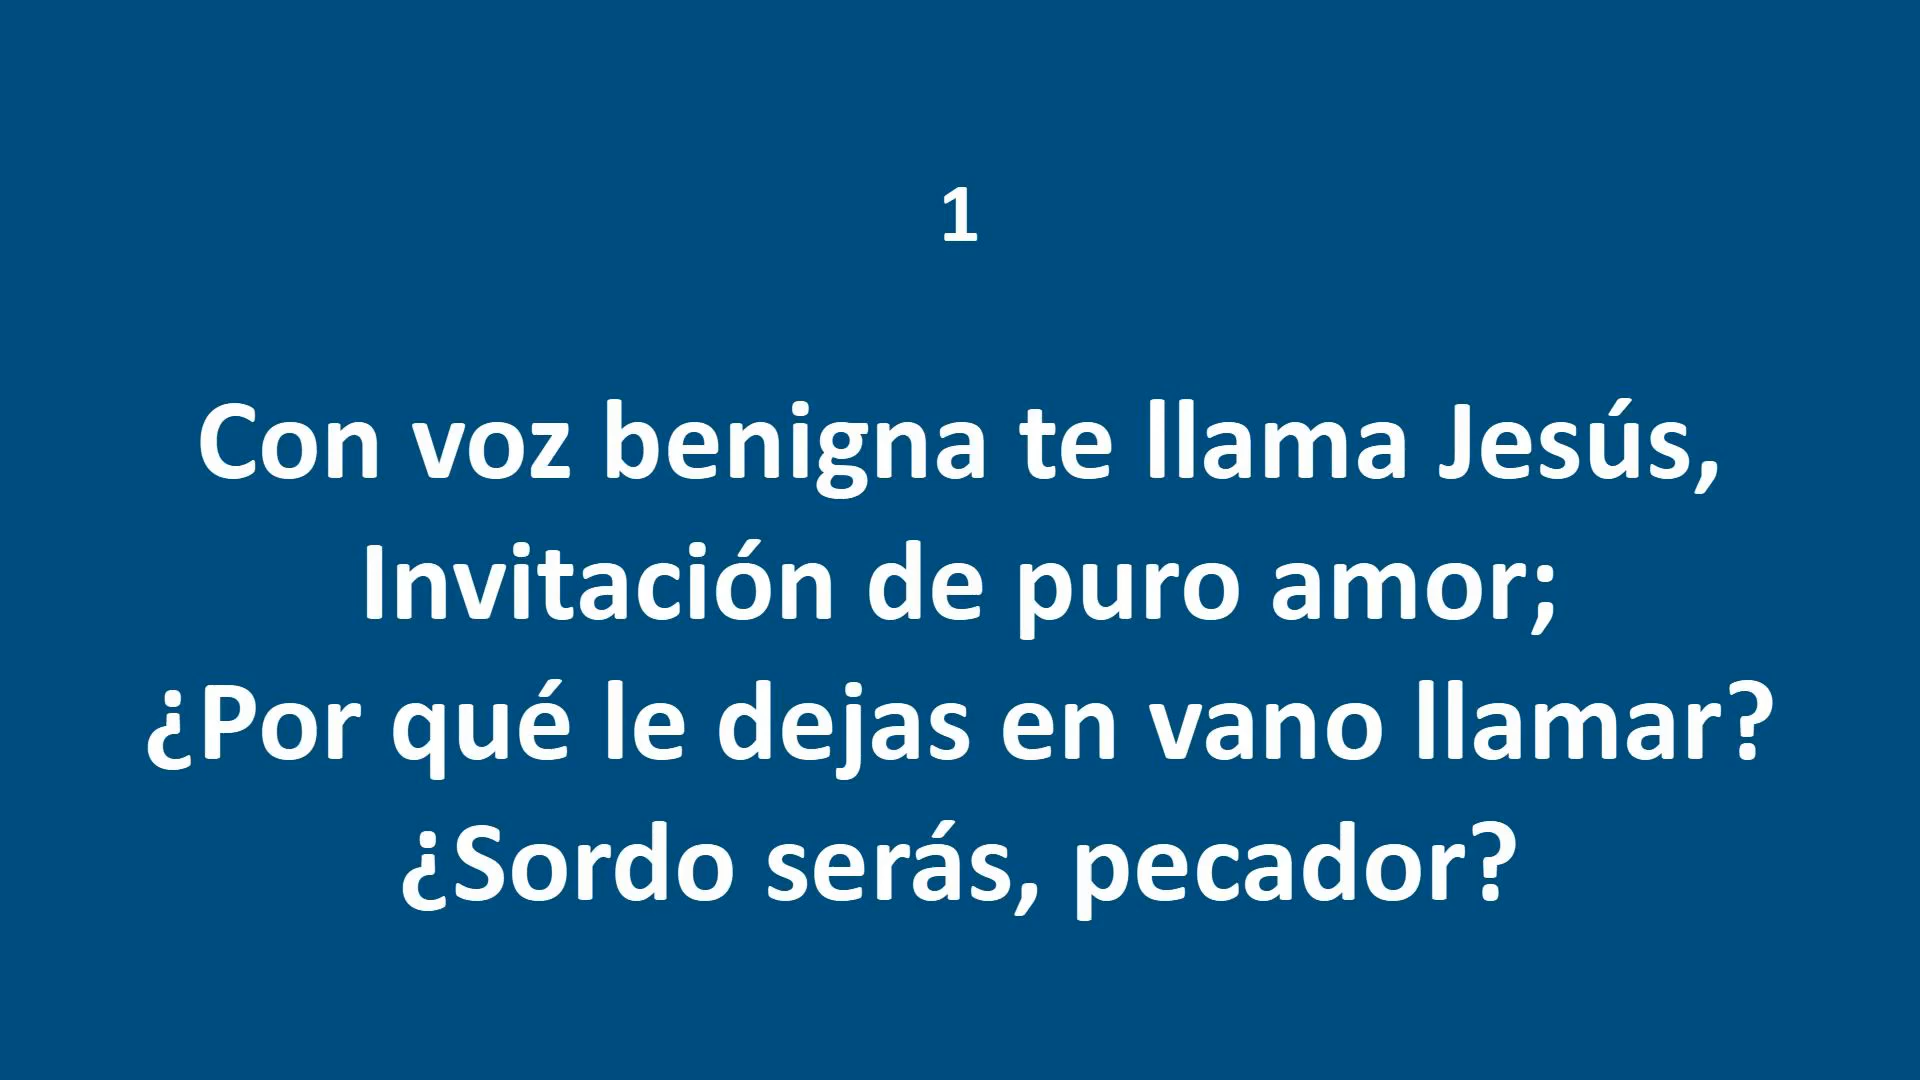 1
Con voz benigna te llama Jesús,
Invitación de puro amor;
¿Por qué le dejas en vano llamar?
¿Sordo serás, pecador?